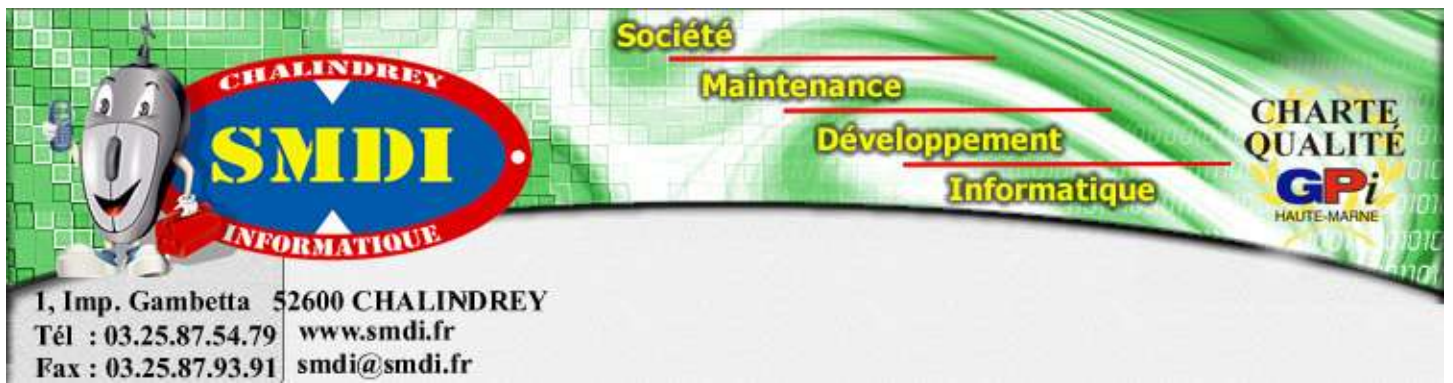 CHALINDREY
SMDI
INFORMATIQUE
Société
Maintenance
Développement
Informatique
CHARTE
QUALITÉ
GPi
HAUTE-MARNE
1, Imp. Gambetta 52600 CHALINDREY
Tél : 03.25.87.54.79 www.smdi.fr
Fax : 03.25.87.93.91 smdi@smdi.fr